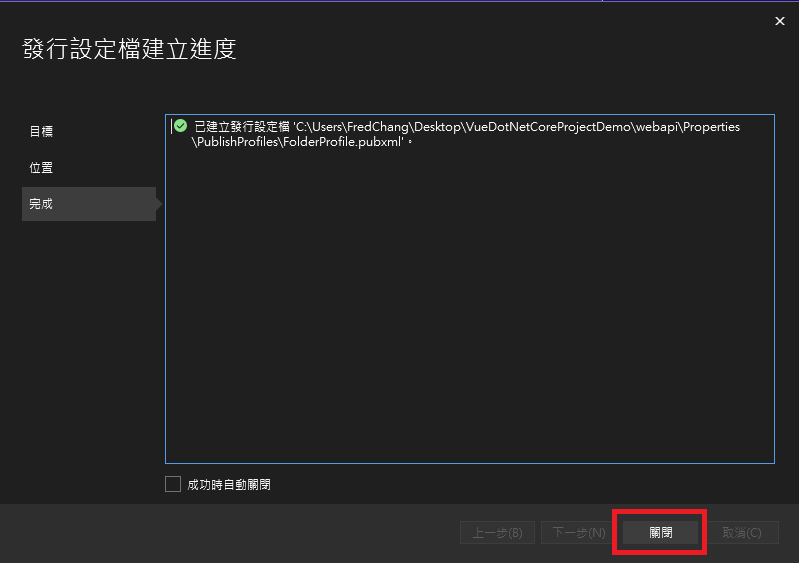 發行設定檔建立進度
目標
位置
完成
已建立發行設定檔 'C:\Users\FredChang\Desktop\VueDotNetCoreProjectDemo\webapi\Properties
\PublishProfiles\FolderProfile.pubxml'。
成功時自動關閉
上一步(B)
下一步(N)
關閉
取消(C)